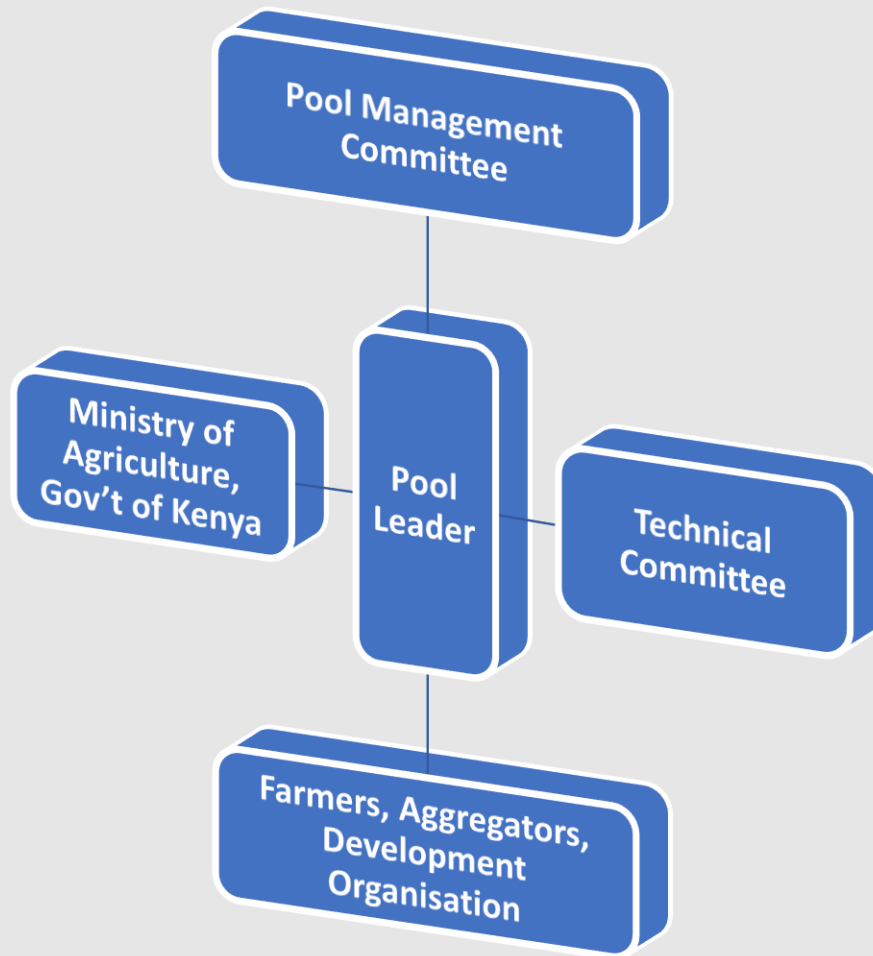 Pool Management
Committee
Ministry of
Agriculture,
Gov’t of Kenya
Pool
Leader
Technical
Committee
Farmers, Aggregators,
Development
Organisation